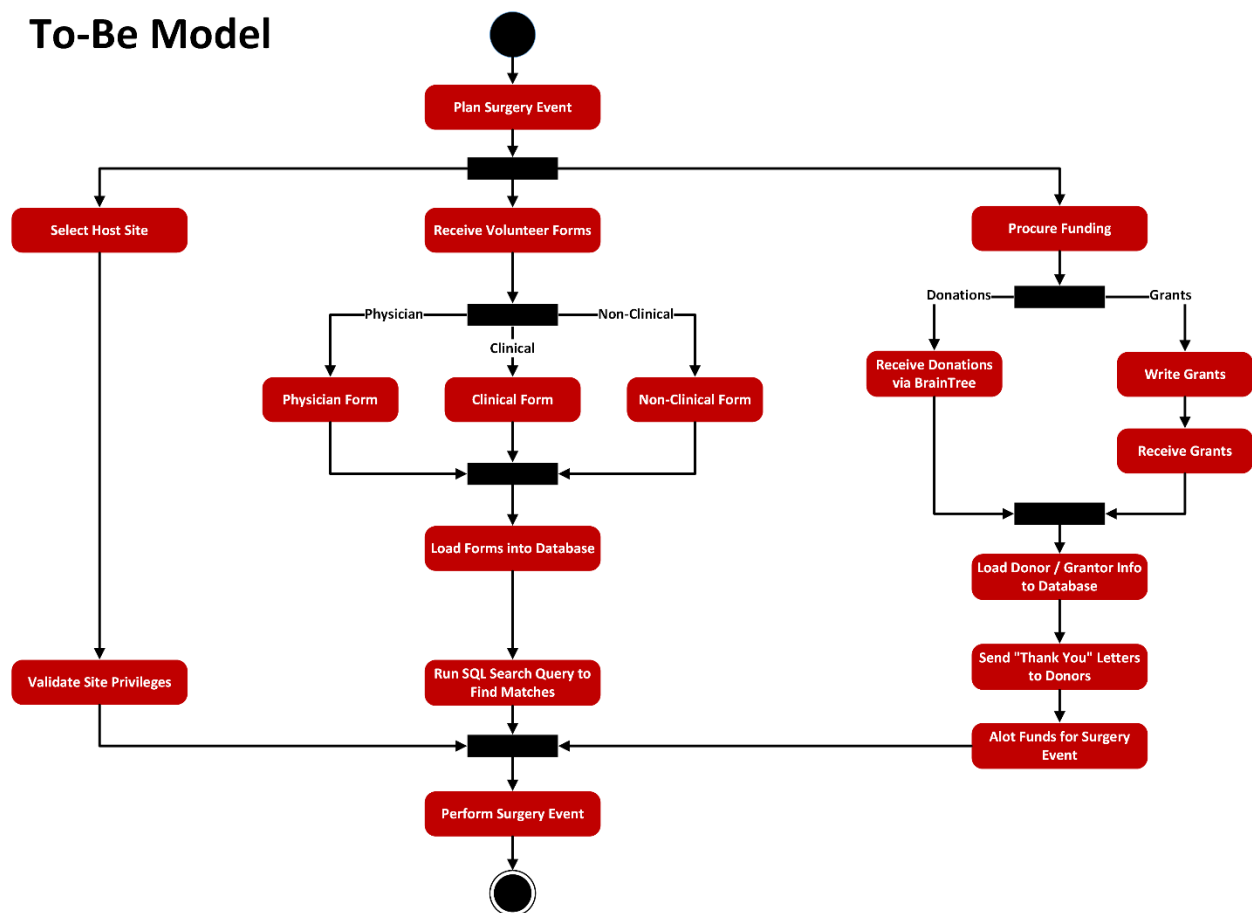 To-Be Model
Plan Surgery Event
Select Host Site
Receive Volunteer Forms
Procure Funding
Donations
Grants
Physician
Non-Clinical
Clinical
Receive Donations
via BrainTree
Write Grants
Physician Form
Clinical Form
Non-Clinical Form
Receive Grants
Load Forms into Database
Load Donor / Grantor Info
to Database
Validate Site Privileges
Run SQL Search Query to
Find Matches
Send "Thank You" Letters
to Donors
Alot Funds for Surgery
Event
Perform Surgery Event